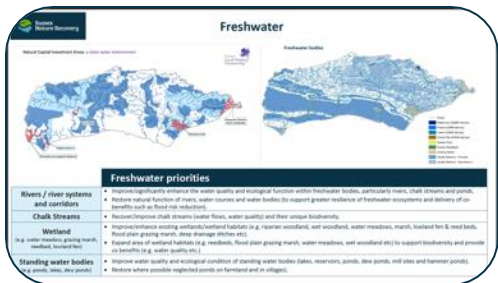 Sussex
Nature Recovery
Freshwater
Natural Capital Investment Areas: a clean water environment
Freshwater bodies
Freshwater priorities
Rivers / river systems
and corridors
• Improve/significantly enhance the water quality and ecological function within freshwater bodies, particularly rivers, chalk streams and ponds.
• Restore natural function of rivers, water courses and water bodies (to support greater resilience of freshwater ecosystems and delivery of co-
benefits such as flood risk reduction).
Chalk Streams
• Recover/improve chalk streams (water flows, water quality) and their unique biodiversity.
Wetland
(e.g. water meadows, grazing marsh,
reedbed, lowland fen)
• Improve/enhance existing wetlands/wetland habitats (e.g. riparian woodland, wet woodland, water meadows, marsh, lowland fen & reed beds,
flood plain grazing marsh, deep drainage ditches etc).
• Expand area of wetland habitats (e.g. reedbeds, flood plain grazing marsh, water meadows, wet woodland etc) to support biodiversity and provide
co benefits (e.g. water quality etc.)
Standing water bodies
(e.g. ponds, lakes, dew ponds)
• Improve water quality and ecological condition of standing water bodies (lakes, reservoirs, ponds, dew ponds, mill sites and hammer ponds).
• Restore where possible neglected ponds on farmland and in villages).